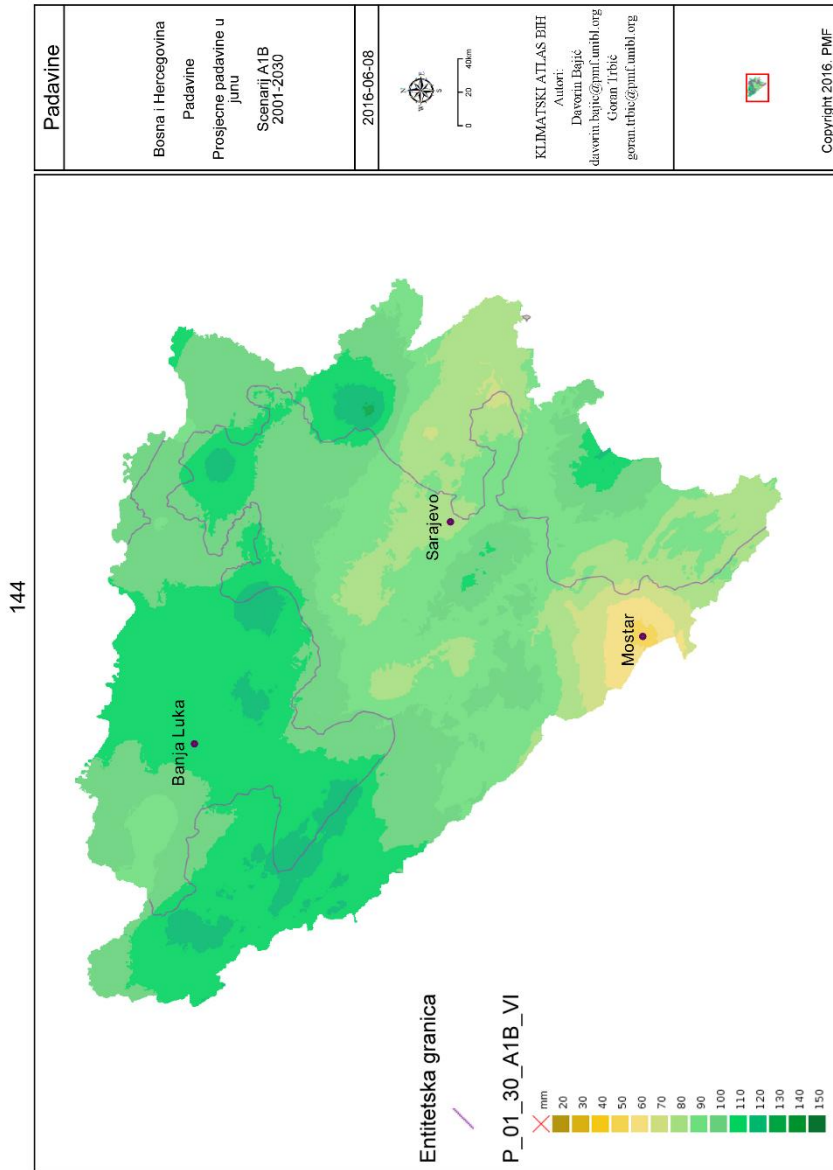 144
Banja Luka
Sarajevo
Mostar
Entitetska granica
P_01_30_A1B_VI
mm
20
30
40
50
60
70
80
90
100
110
120
130
140
150
Padavine
Bosna i Hercegovina
Padavine
Prosjecne padavine u
junu
Scenarij A1B
2001-2030
2016-06-08
N
W
E
S
0 20 40km
KLIMATSKI ATLAS BIH
Autori:
Davorin Bajić
davorin.bajic@pmf.unibl.org
Goran Trbić
goran.trbic@pmf.unibl.org
Copyright 2016. PMF